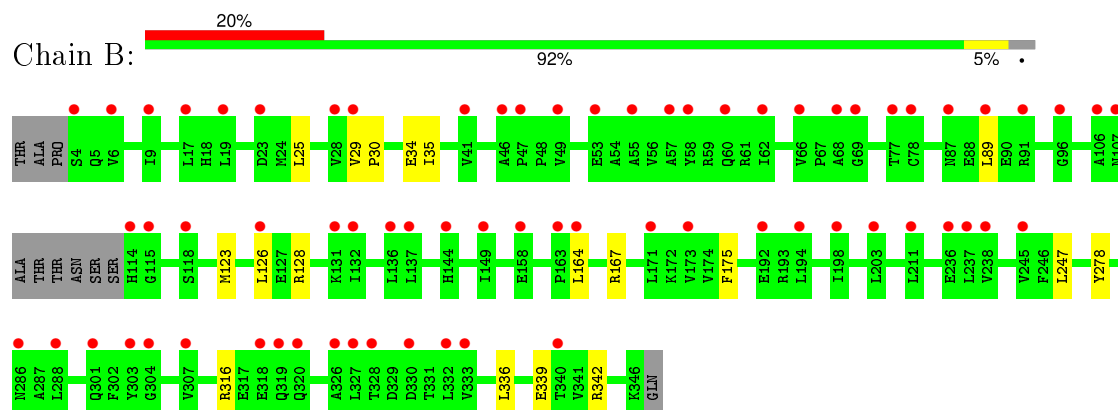 20%
Chain B:
92% 5% •
THR ALA PRO S4 Q5 V6 I9 L17 H18 L19 D23 M24 L25 V28 V29 P30 E34 I35 V41 A46 P47 P48 V49 E53 A54 A55 V56 A57 Y58 R59 Q60 R61 I62 V66 P67 A68 G69 T77 C78 N87 E88 L89 E90 R91 G96 A106 N107
ALA THR THR ASN SER SER H114 G115 S118 M123 L126 E127 R128 K131 I132 L136 L137 H144 I149 E158 P163 L164 R167 L171 K172 V173 V174 F175 E192 R193 L194 I198 L203 L211 E236 L237 V238 V245 F246 L247 Y278
N286 A287 L288 Q301 F302 Y303 G304 V307 R316 E317 E318 Q319 Q320 A326 L327 T328 D329 D330 T331 L332 V333 L336 E339 T340 V341 R342 K346 GLN